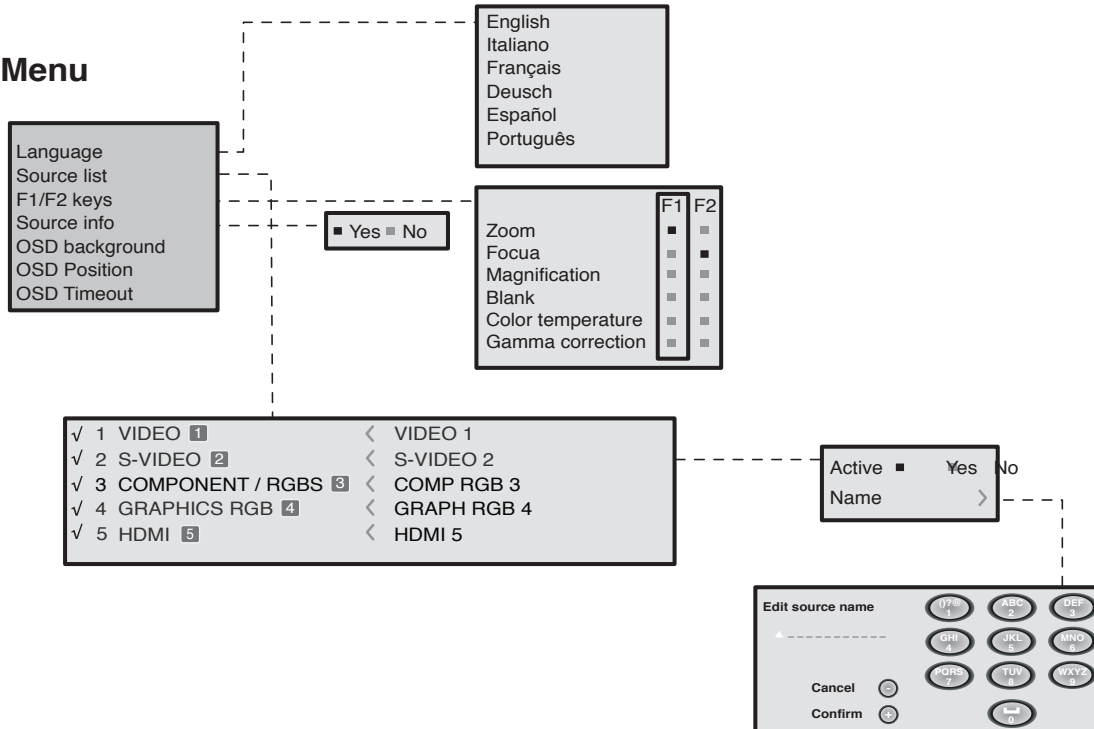 Menu
Language
Source list
F1/F2 keys
Source info
OSD background
OSD Position
OSD Timeout
English
Italiano
Français
Deusch
Español
Português
■ Yes ■ No
F1 F2
Zoom
Focua
Magnification
Blank
Color temperature
Gamma correction
√ 1 VIDEO 1 < VIDEO 1
√ 2 S-VIDEO 2 < S-VIDEO 2
√ 3 COMPONENT / RGBS 3 < COMP RGB 3
√ 4 GRAPHICS RGB 4 < GRAPH RGB 4
√ 5 HDMI 5 < HDMI 5
Active ■ Yes No
Name >
Edit source name
Cancel -
Confirm +
()?@ 1
ABC 2
DEF 3
GHI 4
JKL 5
MNO 6
PQRS 7
TUV 8
WXYZ 9
0